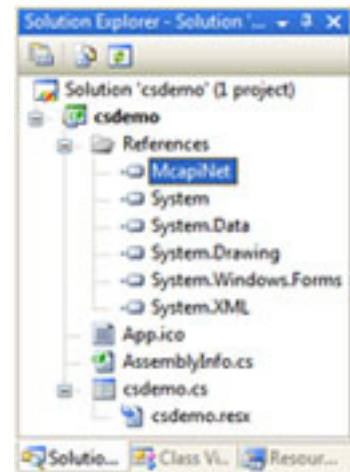 Solution Explorer - Solution '...
Solution 'csdemo' (1 project)
csdemo
References
McapiNet
System
System.Data
System.Drawing
System.Windows.Forms
System.XML
App.ico
AssemblyInfo.cs
csdemo.cs
csdemo.resx
Solutio... Class Vi... Resour...